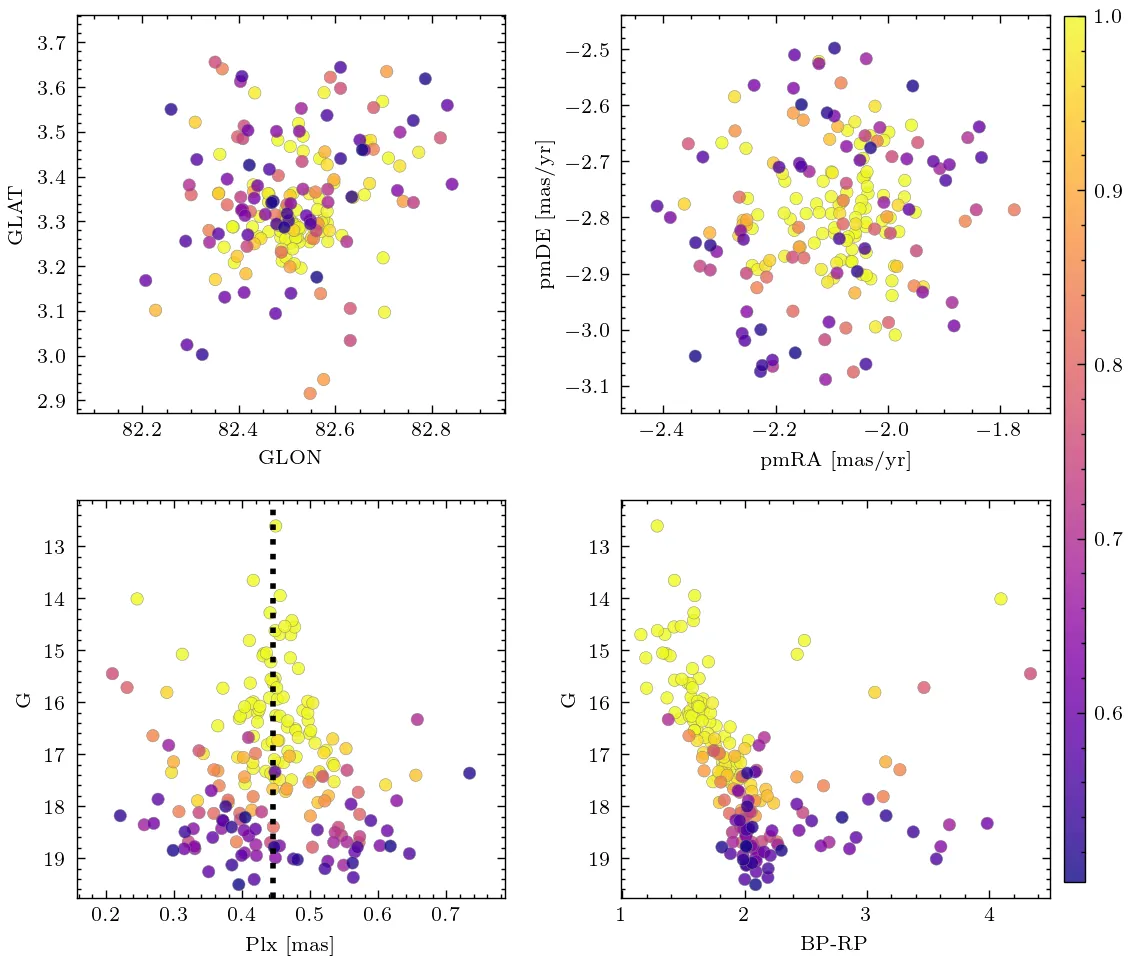 3.7
3.6
3.5
3.4
3.3
3.2
3.1
3.0
2.9
GLAT
82.2 82.4 82.6 82.8
GLON
−2.5
−2.6
−2.7
−2.8
−2.9
−3.0
−3.1
pmDE [mas/yr]
−2.4 −2.2 −2.0 −1.8
pmRA [mas/yr]
13
14
15
16
17
18
19
G
0.2 0.3 0.4 0.5 0.6 0.7
Plx [mas]
13
14
15
16
17
18
19
G
1 2 3 4
BP-RP
1.0
0.9
0.8
0.7
0.6